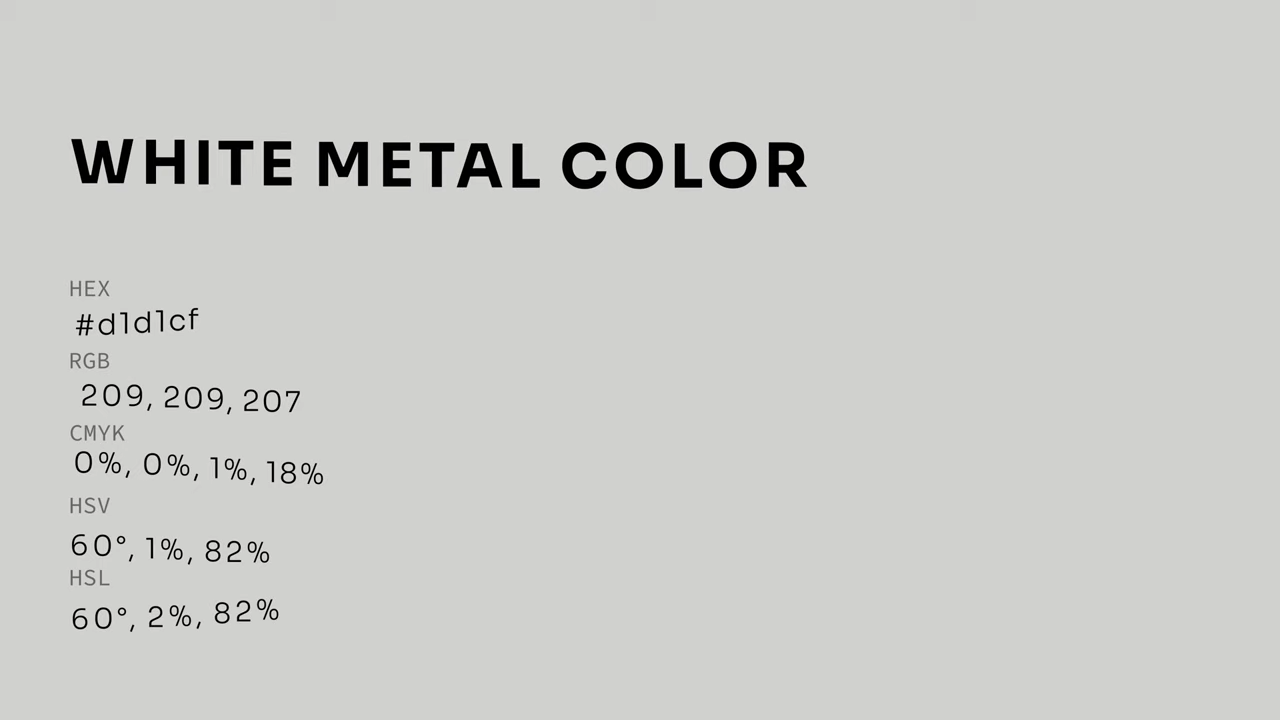 WHITE METAL COLOR
HEX
#d1d1cf
RGB
209, 209, 207
CMYK
0%, 0%, 1%, 18%
HSV
60°, 1%, 82%
HSL
60°, 2%, 82%